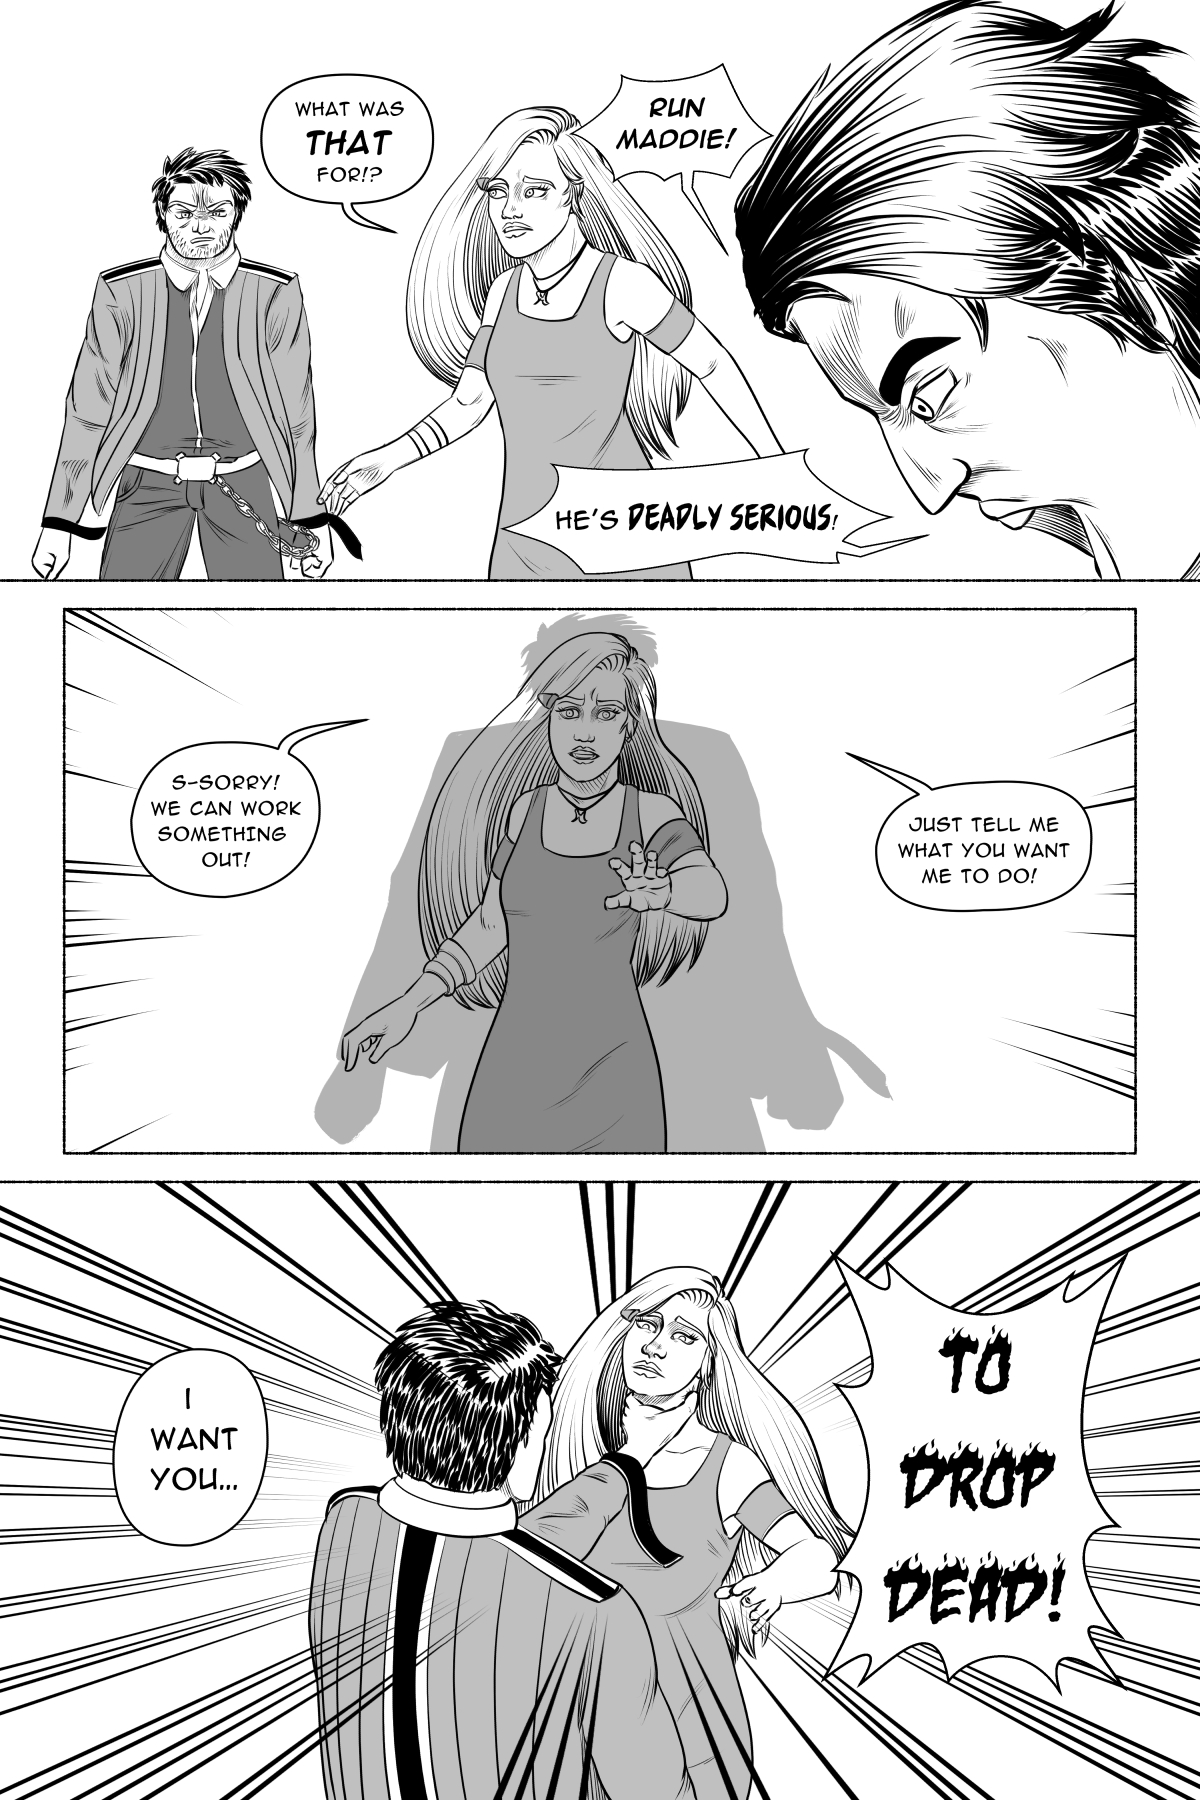 WHAT WAS
THAT
FOR!?
RUN
MADDIE!
HE'S DEADLY SERIOUS!
S-SORRY!
WE CAN WORK
SOMETHING
OUT!
JUST TELL ME
WHAT YOU WANT
ME TO DO!
I
WANT
YOU...
TO
DROP
DEAD!